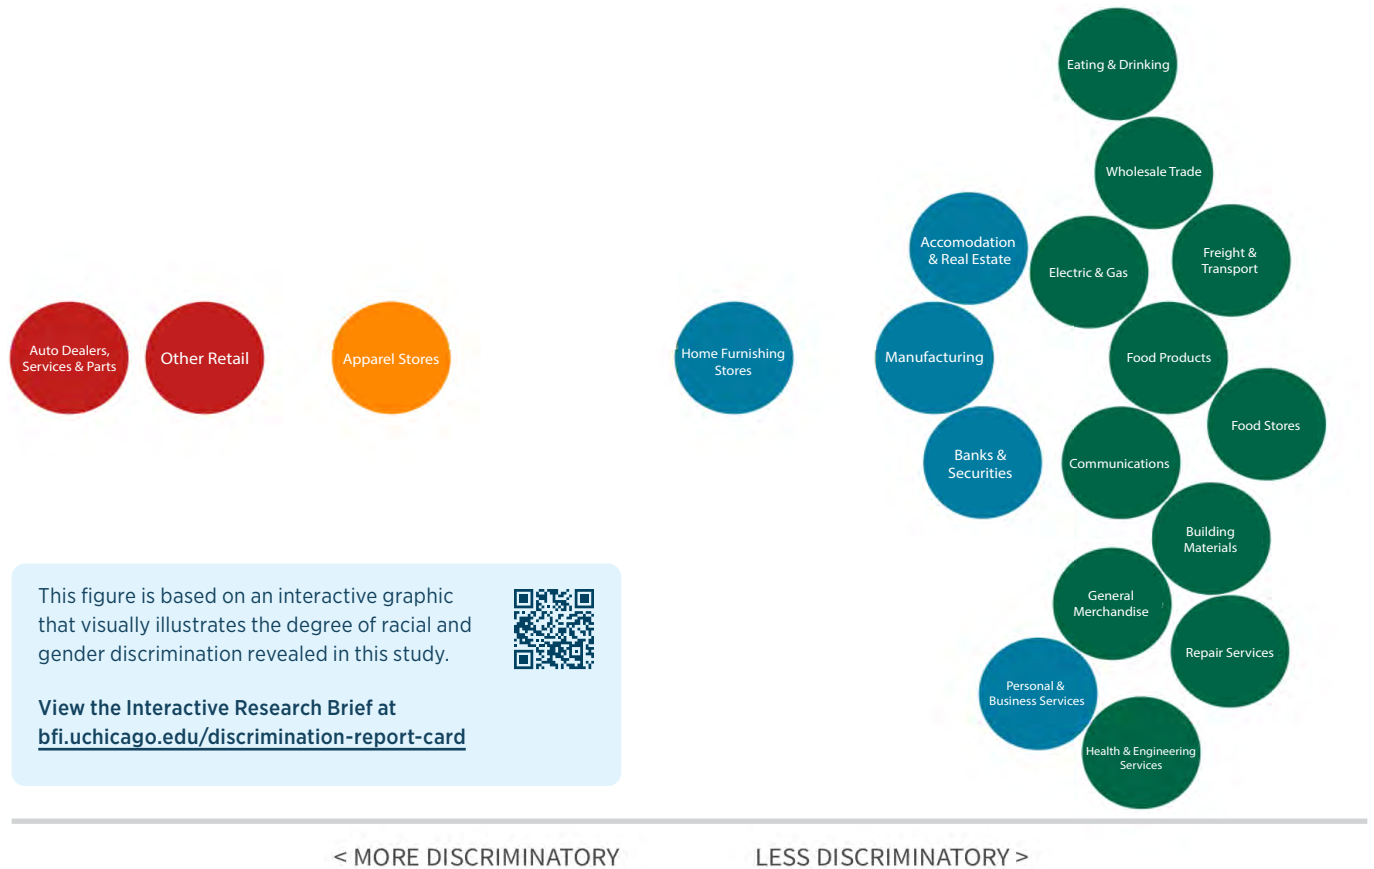 Eating & Drinking
Wholesale Trade
Accomodation
& Real Estate
Electric & Gas
Freight &
Transport
Auto Dealers,
Services & Parts
Other Retail
Apparel Stores
Home Furnishing
Stores
Manufacturing
Food Products
Food Stores
Banks &
Securities
Communications
Building
Materials
General
Merchandise
Repair Services
Personal &
Business Services
Health & Engineering
Services
This figure is based on an interactive graphic
that visually illustrates the degree of racial and
gender discrimination revealed in this study.
View the Interactive Research Brief at
bfi.uchicago.edu/discrimination-report-card
< MORE DISCRIMINATORY
LESS DISCRIMINATORY >